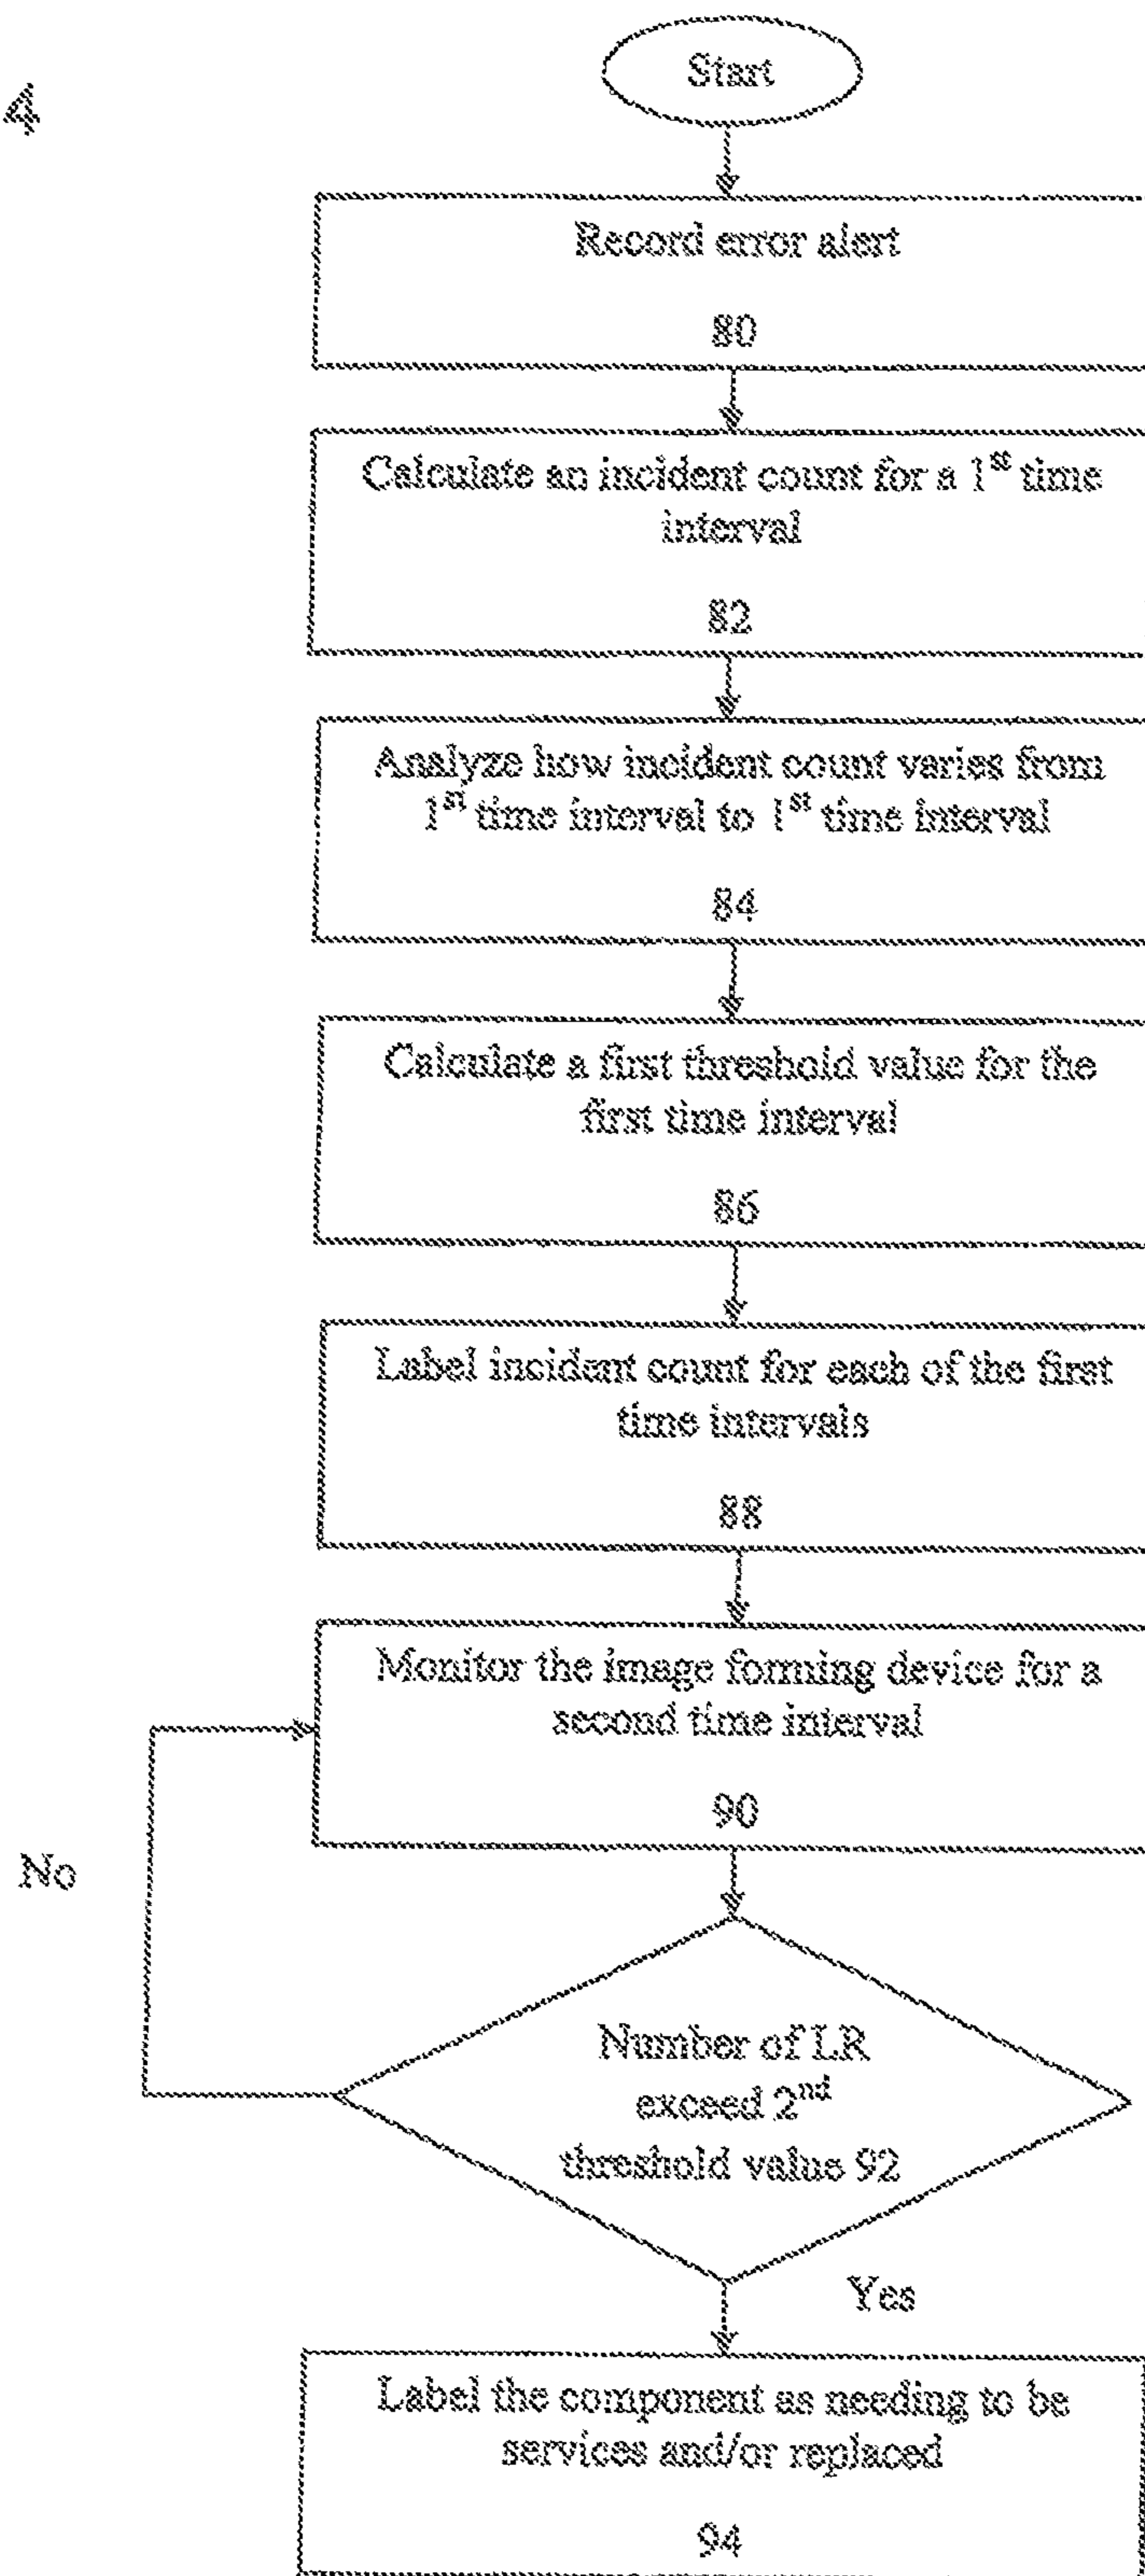 4
Start
Record error alert
80
Calculate an incident count for a 1st time
interval
82
Analyze how incident count varies from
1st time interval to 1st time interval
84
Calculate a first threshold value for the
first time interval
86
Label incident count for each of the first
time intervals
88
Monitor the image forming device for a
second time interval
90
No
Number of LR
exceed 2nd
threshold value 92
Yes
Label the component as needing to be
services and/or replaced
94